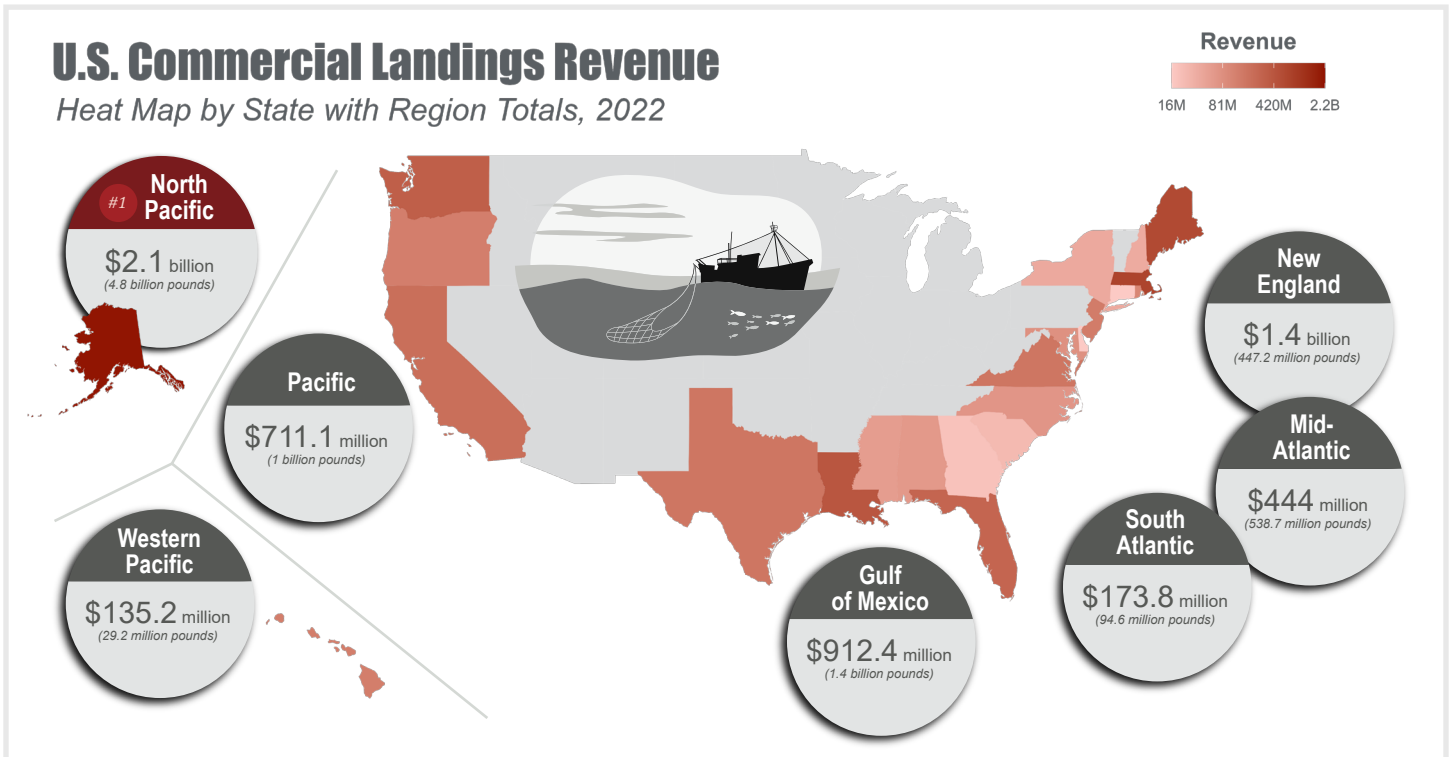 U.S. Commercial Landings Revenue
Heat Map by State with Region Totals, 2022
Revenue
16M 81M 420M 2.2B
#1
North
Pacific
$2.1 billion
(4.8 billion pounds)
Pacific
$711.1 million
(1 billion pounds)
Western
Pacific
$135.2 million
(29.2 million pounds)
New
England
$1.4 billion
(447.2 million pounds)
Mid-
Atlantic
$444 million
(538.7 million pounds)
South
Atlantic
$173.8 million
(94.6 million pounds)
Gulf
of Mexico
$912.4 million
(1.4 billion pounds)